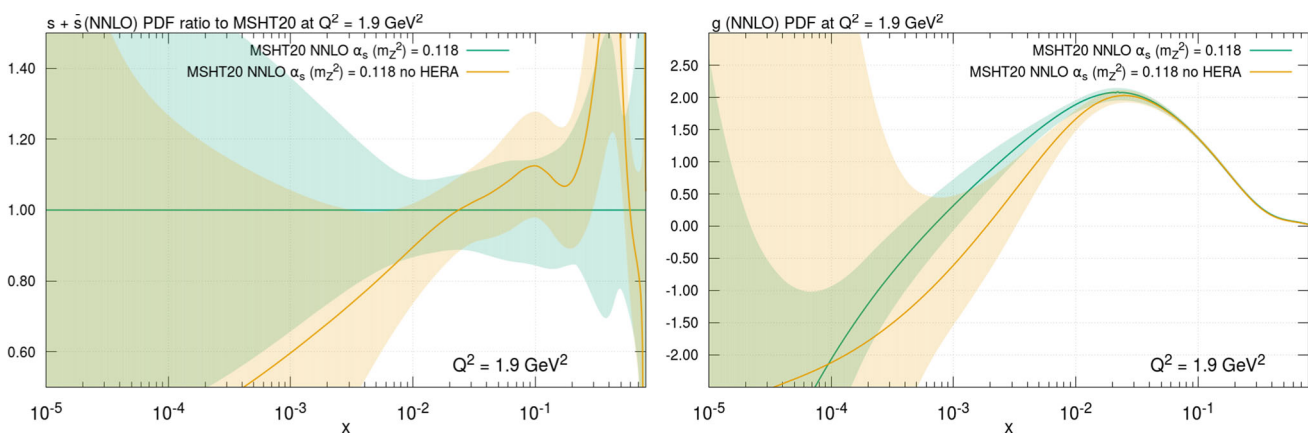 s + s̄ (NNLO) PDF ratio to MSHT20 at Q² = 1.9 GeV²
MSHT20 NNLO αₛ (m_Z²) = 0.118
MSHT20 NNLO αₛ (m_Z²) = 0.118 no HERA
1.40
1.20
1.00
0.80
0.60
Q² = 1.9 GeV²
10⁻⁵ 10⁻⁴ 10⁻³ 10⁻² 10⁻¹
x
g (NNLO) PDF at Q² = 1.9 GeV²
MSHT20 NNLO αₛ (m_Z²) = 0.118
MSHT20 NNLO αₛ (m_Z²) = 0.118 no HERA
2.50
2.00
1.50
1.00
0.50
0.00
-0.50
-1.00
-1.50
-2.00
Q² = 1.9 GeV²
10⁻⁵ 10⁻⁴ 10⁻³ 10⁻² 10⁻¹
x